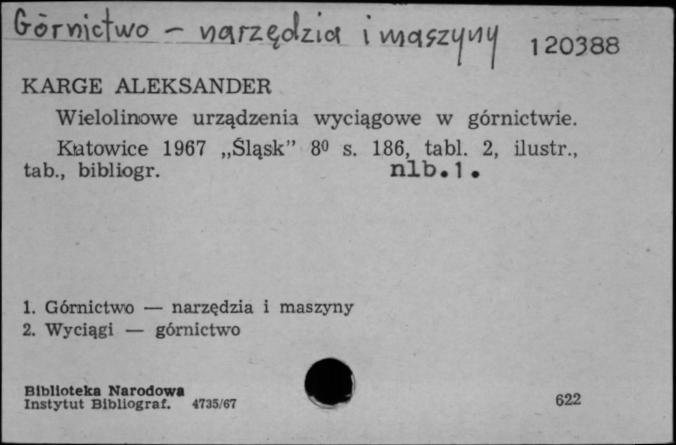 Górnictwo – narzędzia i maszyny
120388
KARGE ALEKSANDER
Wielolinowe urządzenia wyciągowe w górnictwie.
Katowice 1967 „Śląsk” 8⁰ s. 186, tabl. 2, ilustr.,
tab., bibliogr. nlb.1.
1. Górnictwo — narzędzia i maszyny
2. Wyciągi — górnictwo
Biblioteka Narodowa
Instytut Bibliograf. 4735/67
622